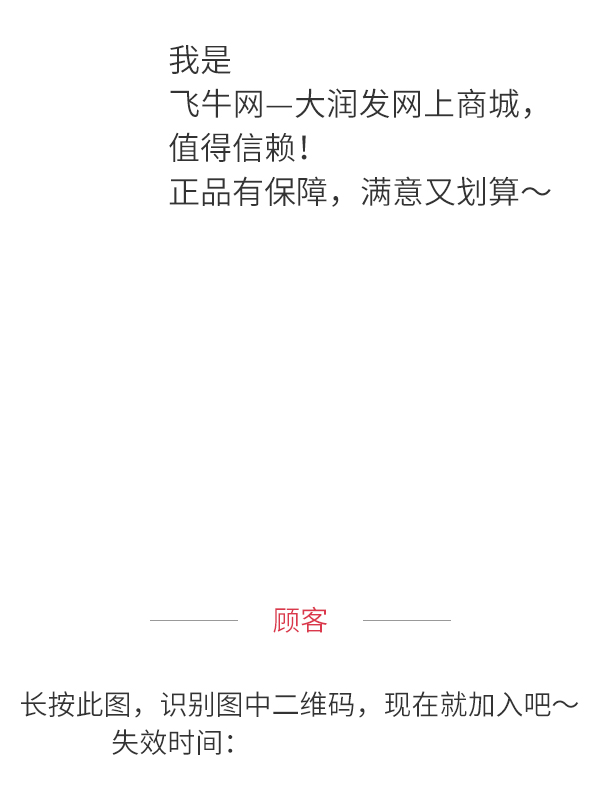 我是
飞牛网—大润发网上商城，
值得信赖！
正品有保障，满意又划算～
顾客
长按此图，识别图中二维码，现在就加入吧～
失效时间：